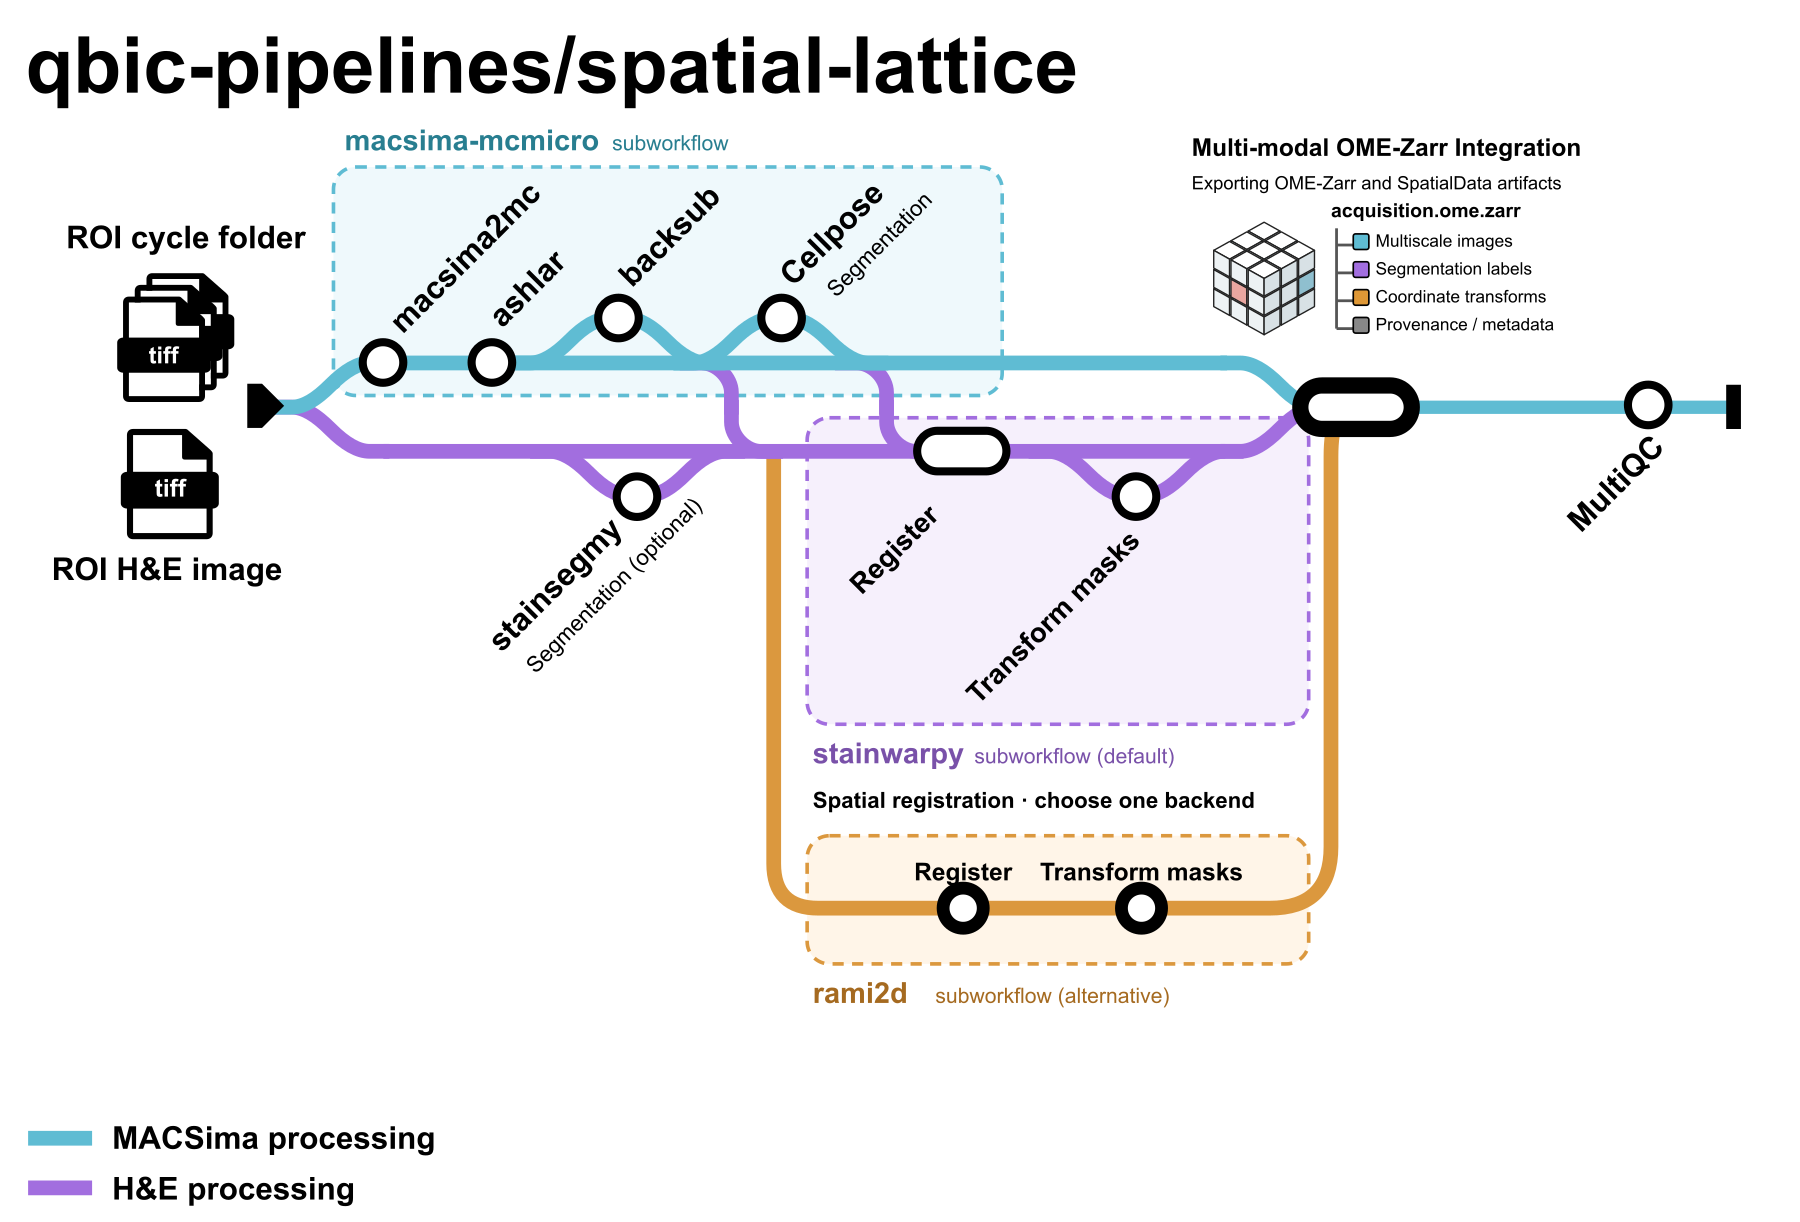 qbic-pipelines/spatial-lattice
macsima-mcmicro subworkflow
Multi-modal OME-Zarr Integration
Exporting OME-Zarr and SpatialData artifacts
acquisition.ome.zarr
Multiscale images
Segmentation labels
Coordinate transforms
Provenance / metadata
ROI cycle folder
tiff
macsima2mc
ashlar
backsub
Cellpose
Segmentation
tiff
ROI H&E image
stainsegmy
Segmentation (optional)
Register
Transform masks
MultiQC
stainwarpy subworkflow (default)
Spatial registration · choose one backend
Register Transform masks
rami2d subworkflow (alternative)
MACSima processing
H&E processing